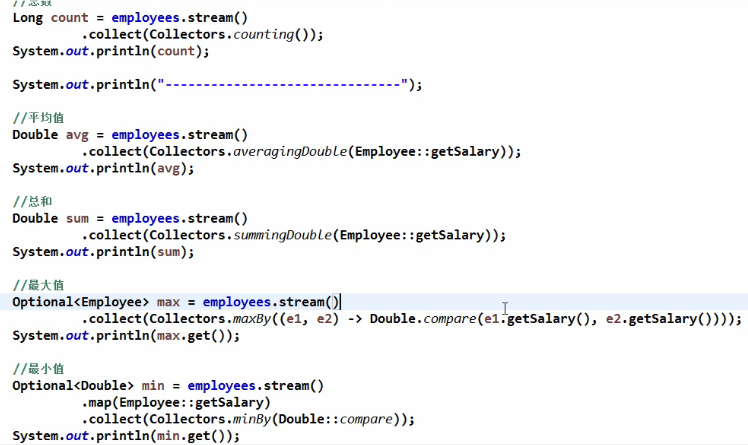 //总数
Long count = employees.stream()
.collect(Collectors.counting());
System.out.println(count);
System.out.println("-------------------------------");
//平均值
Double avg = employees.stream()
.collect(Collectors.averagingDouble(Employee::getSalary));
System.out.println(avg);
//总和
Double sum = employees.stream()
.collect(Collectors.summingDouble(Employee::getSalary));
System.out.println(sum);
//最大值
Optional<Employee> max = employees.stream()
.collect(Collectors.maxBy((e1, e2) -> Double.compare(e1.getSalary(), e2.getSalary())));
System.out.println(max.get());
//最小值
Optional<Double> min = employees.stream()
.map(Employee::getSalary)
.collect(Collectors.minBy(Double::compare));
System.out.println(min.get());